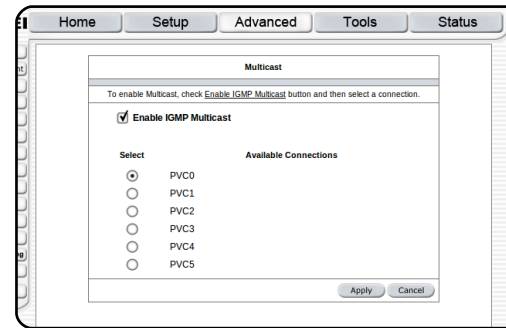 Home Setup Advanced Tools Status
Multicast
To enable Multicast, check Enable IGMP Multicast button and then select a connection.
Enable IGMP Multicast
Select Available Connections
PVC0
PVC1
PVC2
PVC3
PVC4
PVC5
Apply Cancel